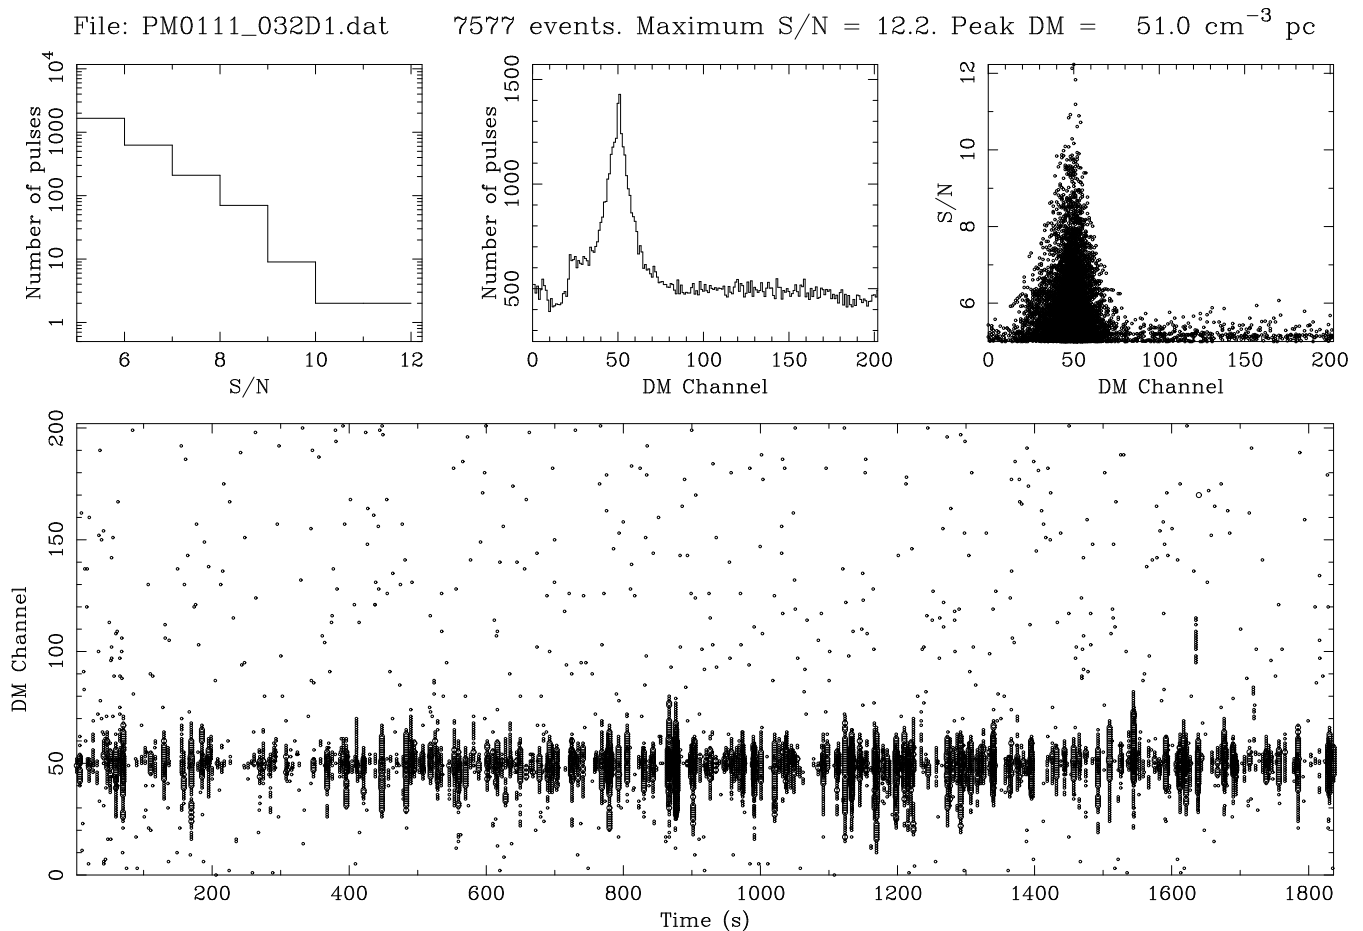 File: PM0111_032D1.dat 7577 events. Maximum S/N = 12.2. Peak DM = 51.0 cm⁻³ pc
Number of pulses
10⁴
1000
100
10
1
6 8 10 12
S/N
Number of pulses
1500
1000
500
0 50 100 150 200
DM Channel
S/N
12
10
8
6
0 50 100 150 200
DM Channel
DM Channel
200
150
100
50
0
200 400 600 800 1000 1200 1400 1600 1800
Time (s)